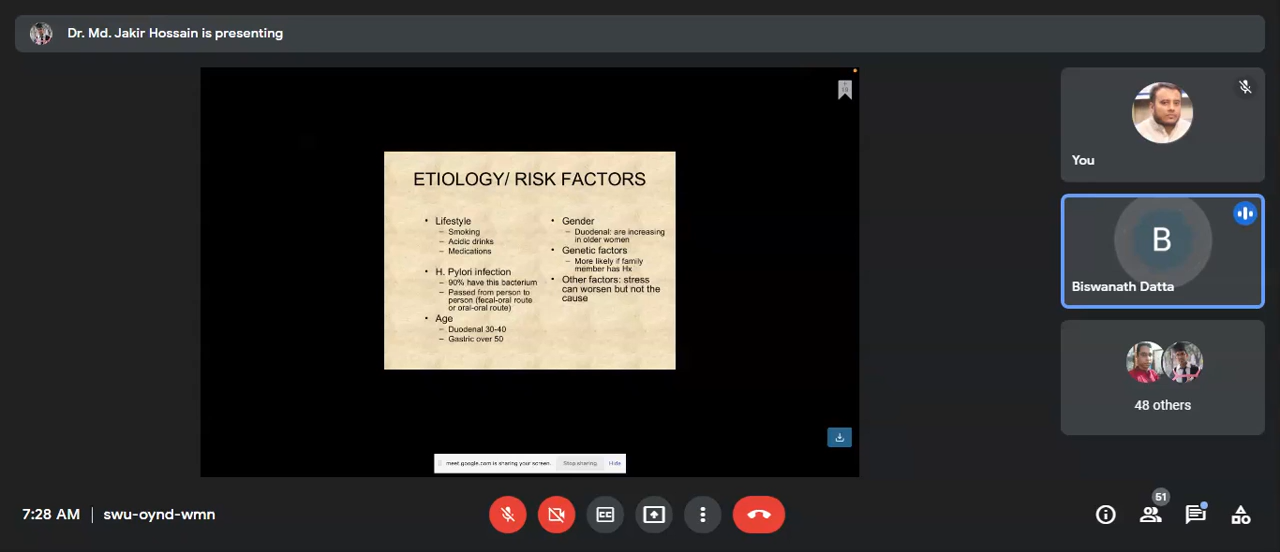 Dr. Md. Jakir Hossain is presenting
ETIOLOGY/ RISK FACTORS
• Lifestyle
– Smoking
– Acidic drinks
– Medications
• H. Pylori infection
– 90% have this bacterium
– Passed from person to
person (fecal-oral route
or oral-oral route)
• Age
– Duodenal 30-40
– Gastric over 50
• Gender
– Duodenal: are increasing
in older women
• Genetic factors
– More likely if family
member has Hx
• Other factors: stress
can worsen but not the
cause
meet.google.com is sharing your screen. Stop sharing Hide
You
B
Biswanath Datta
48 others
7:28 AM | swu-oynd-wmn
CC
51